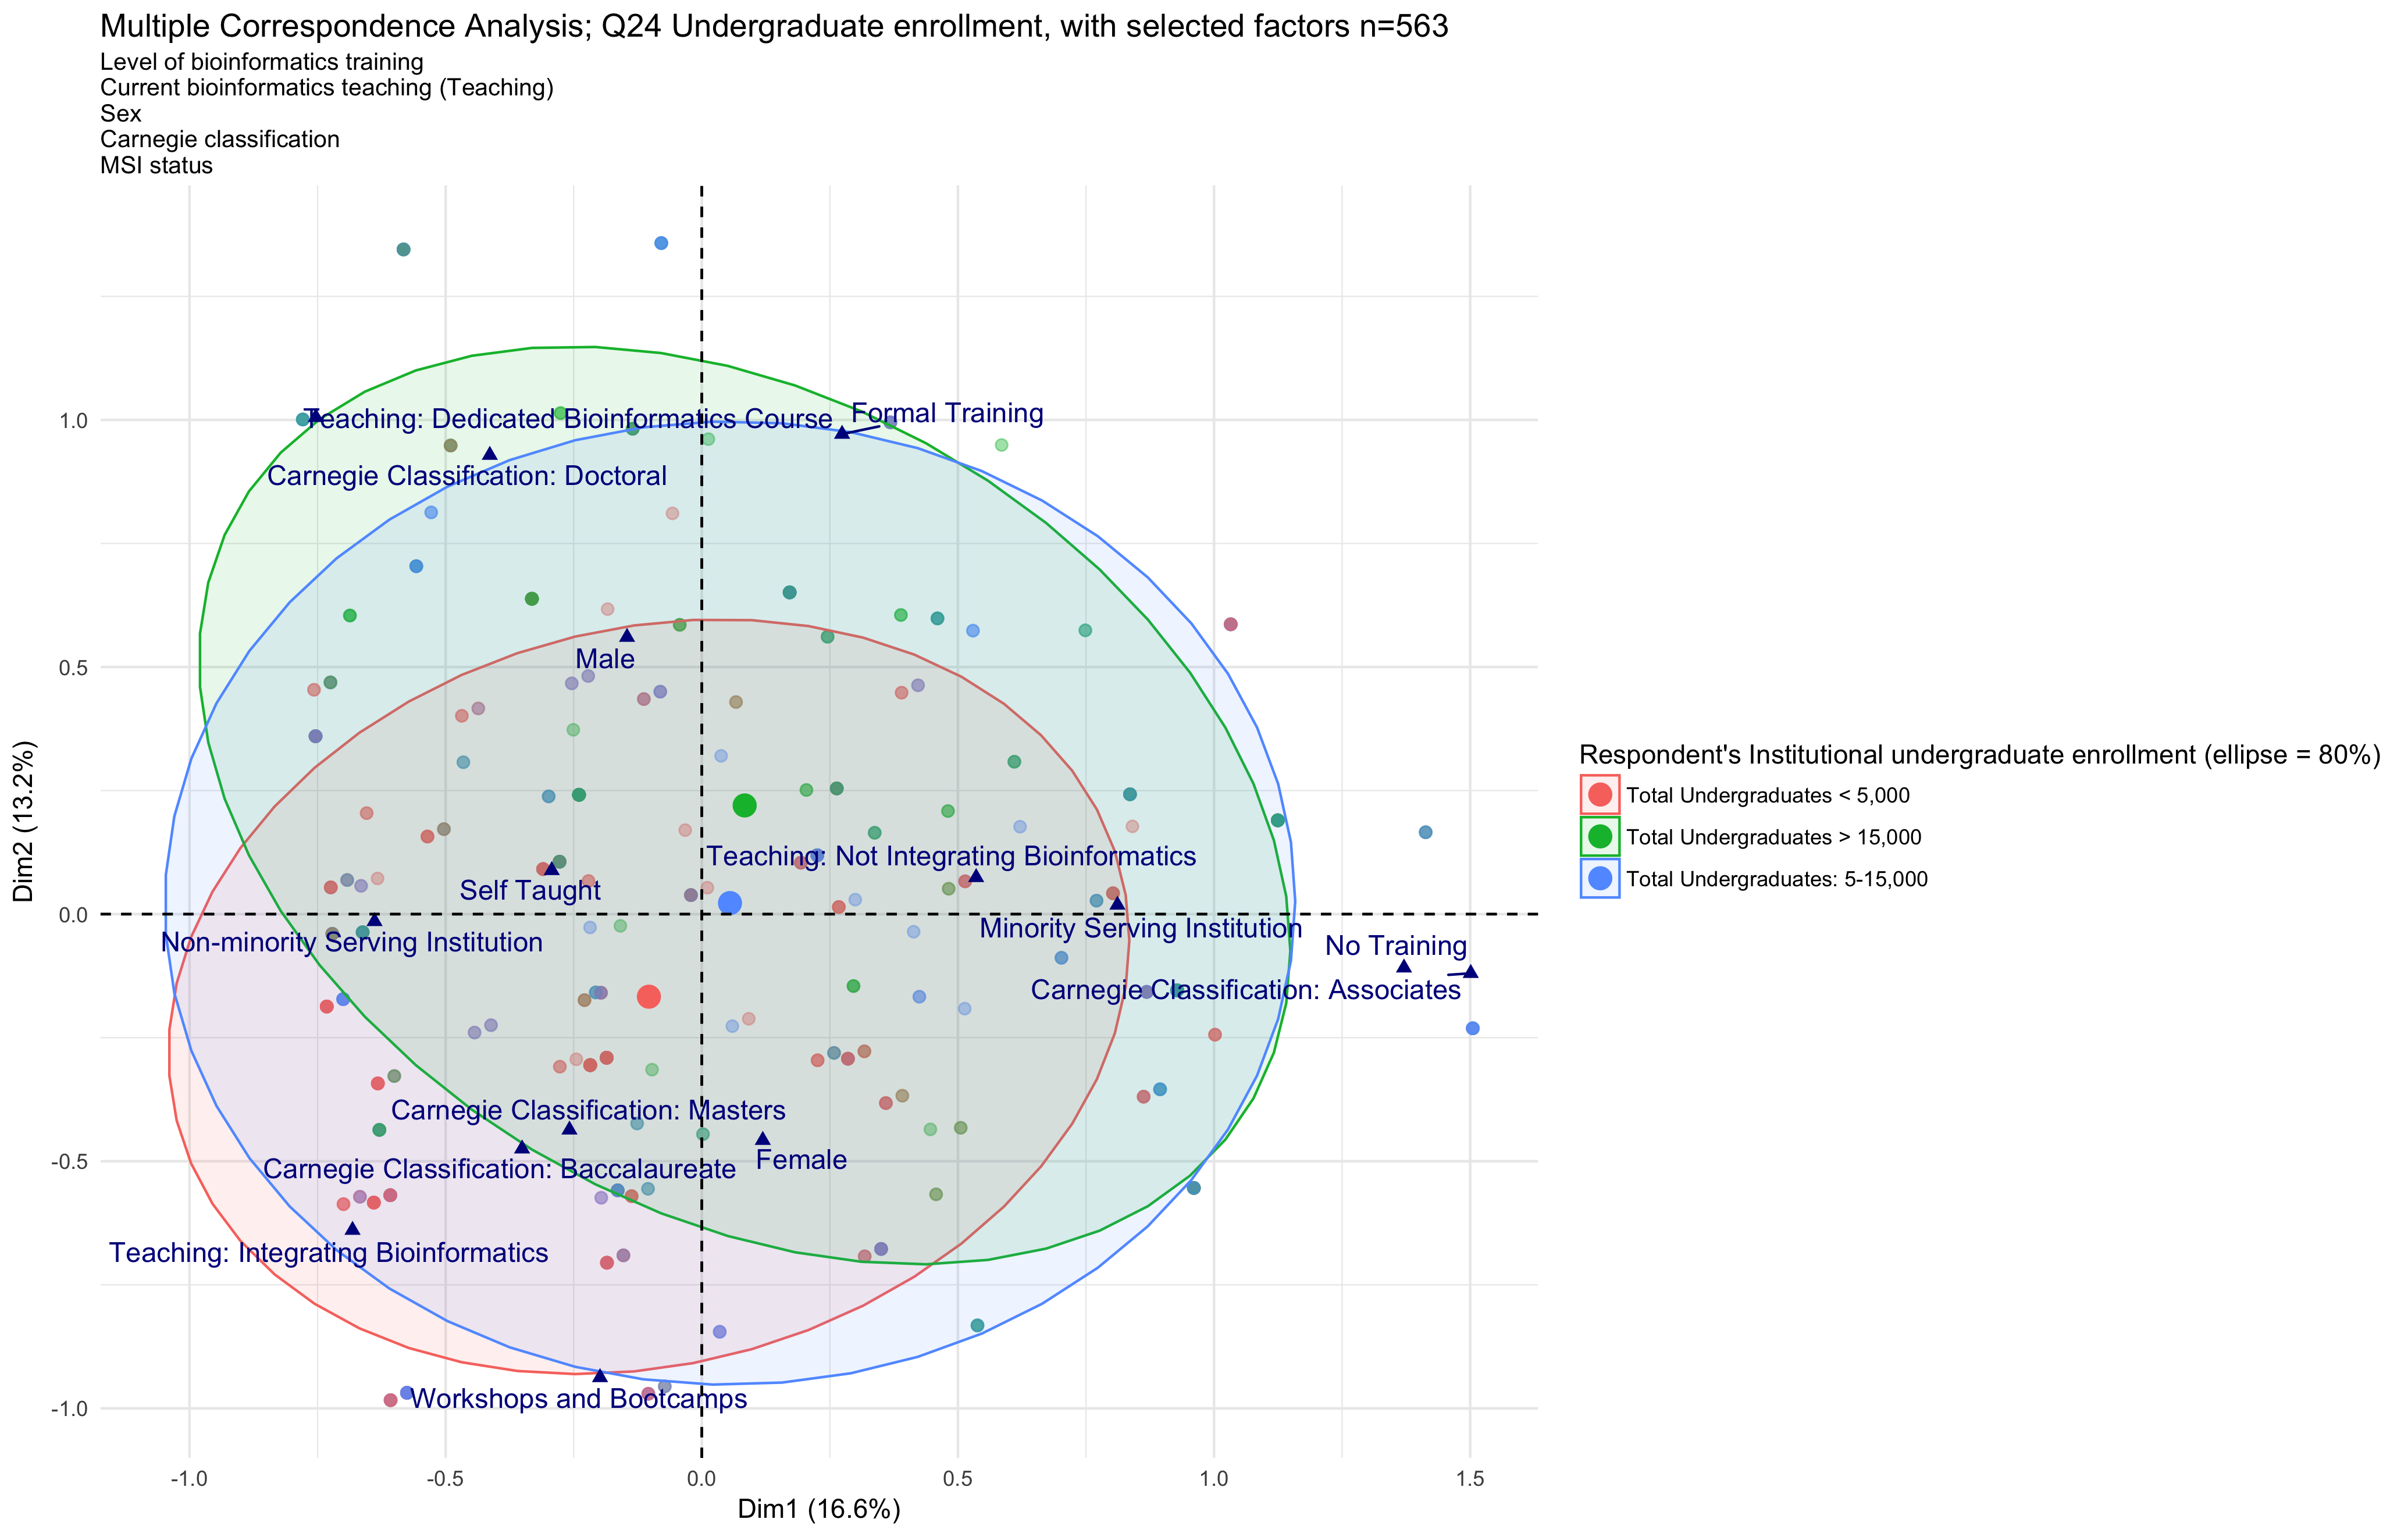 Multiple Correspondence Analysis; Q24 Undergraduate enrollment, with selected factors n=563
Level of bioinformatics training
Current bioinformatics teaching (Teaching)
Sex
Carnegie classification
MSI status
Teaching: Dedicated Bioinformatics Course
Formal Training
Carnegie Classification: Doctoral
Male
Teaching: Not Integrating Bioinformatics
Self Taught
Non-minority Serving Institution
Minority Serving Institution
No Training
Carnegie Classification: Associates
Carnegie Classification: Masters
Carnegie Classification: Baccalaureate
Female
Teaching: Integrating Bioinformatics
Workshops and Bootcamps
1.0
0.5
0.0
-0.5
-1.0
Dim2 (13.2%)
-1.0
-0.5
0.0
0.5
1.0
1.5
Dim1 (16.6%)
Respondent's Institutional undergraduate enrollment (ellipse = 80%)
Total Undergraduates < 5,000
Total Undergraduates > 15,000
Total Undergraduates: 5-15,000